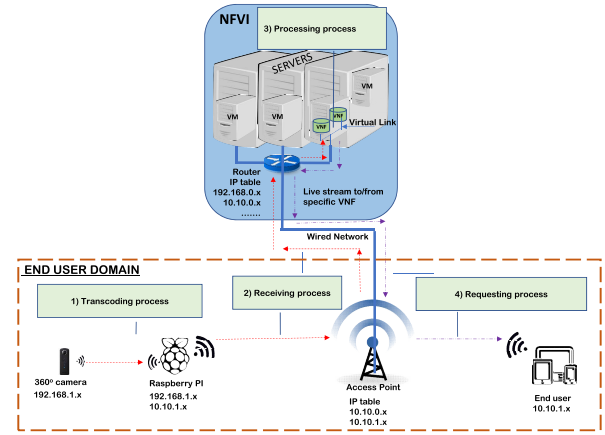 NFVI
3) Processing process
SERVERS
VM
VM
VM
VNF
VNF
Virtual Link
Router
IP table
192.168.0.x
10.10.0.x
.......
Live stream to/from
specific VNF
Wired Network
END USER DOMAIN
1) Transcoding process
2) Receiving process
4) Requesting process
360º camera
192.168.1.x
Raspberry PI
192.168.1.x
10.10.1.x
Access Point
IP table
10.10.0.x
10.10.1.x
End user
10.10.1.x